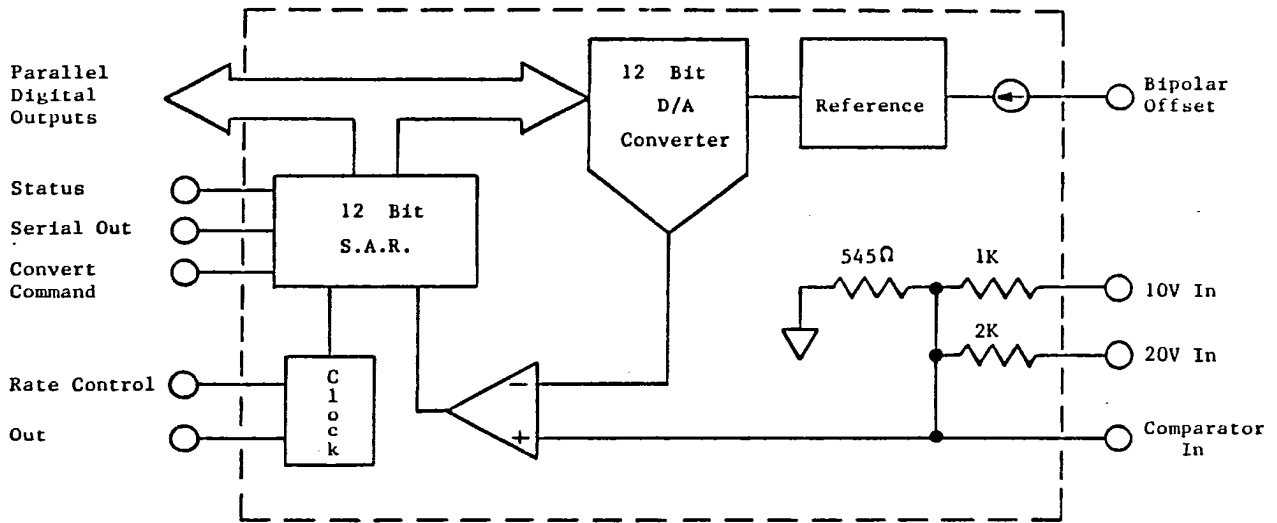 Parallel
Digital
Outputs
Status
Serial Out
Convert
Command
Rate Control
Out
12 Bit
S.A.R.
Clock
12 Bit
D/A
Converter
Reference
Bipolar
Offset
545Ω
1K
10V In
2K
20V In
-
+
Comparator
In